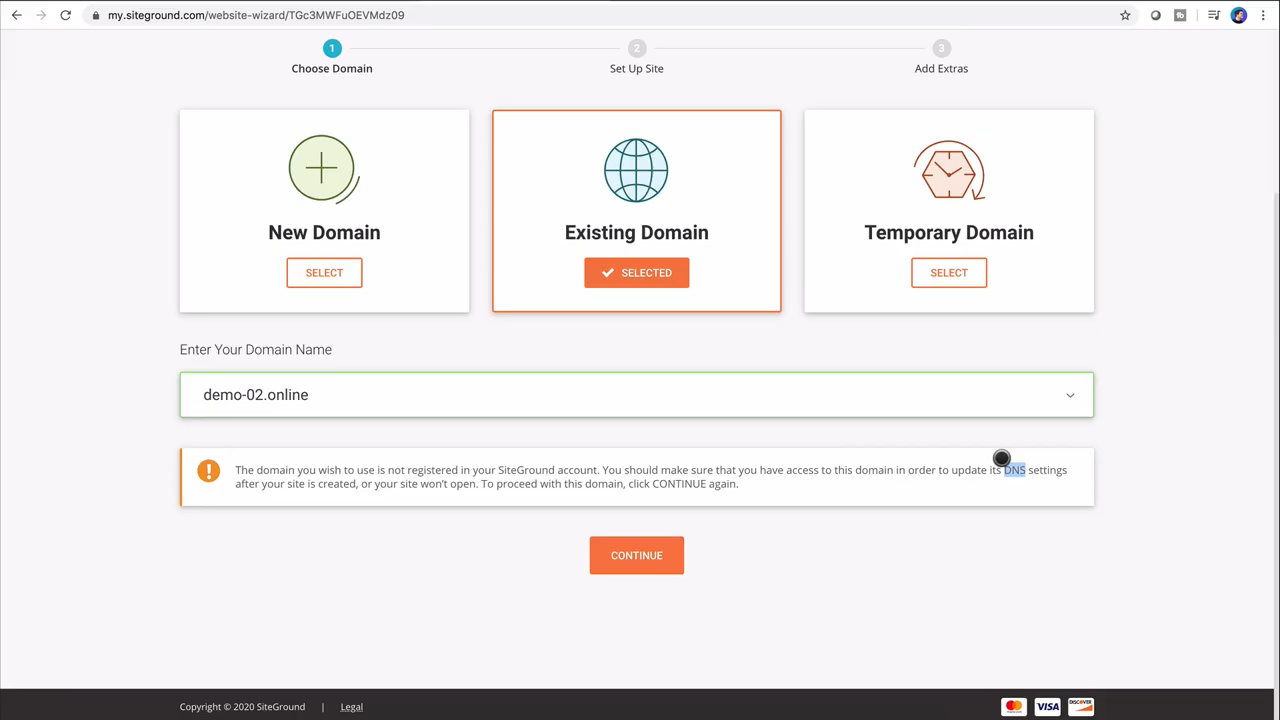 my.siteground.com/website-wizard/TGc3MWFuOEVMdz09
1
2
3
Choose Domain
Set Up Site
Add Extras
New Domain
SELECT
Existing Domain
SELECTED
Temporary Domain
SELECT
Enter Your Domain Name
demo-02.online
The domain you wish to use is not registered in your SiteGround account. You should make sure that you have access to this domain in order to update its DNS settings
after your site is created, or your site won't open. To proceed with this domain, click CONTINUE again.
CONTINUE
Copyright © 2020 SiteGround | Legal
VISA
DISCOVER